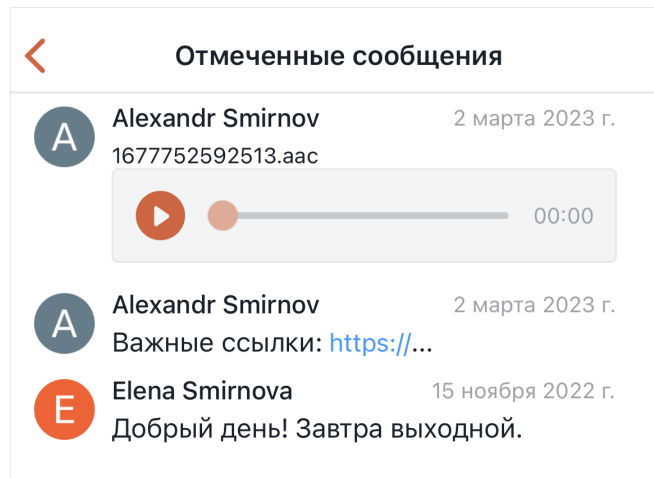 Отмеченные сообщения
Alexandr Smirnov 2 марта 2023 г.
A
1677752592513.aac
00:00
Alexandr Smirnov 2 марта 2023 г.
A
Важные ссылки: https://...
Elena Smirnova 15 ноября 2022 г.
E
Добрый день! Завтра выходной.